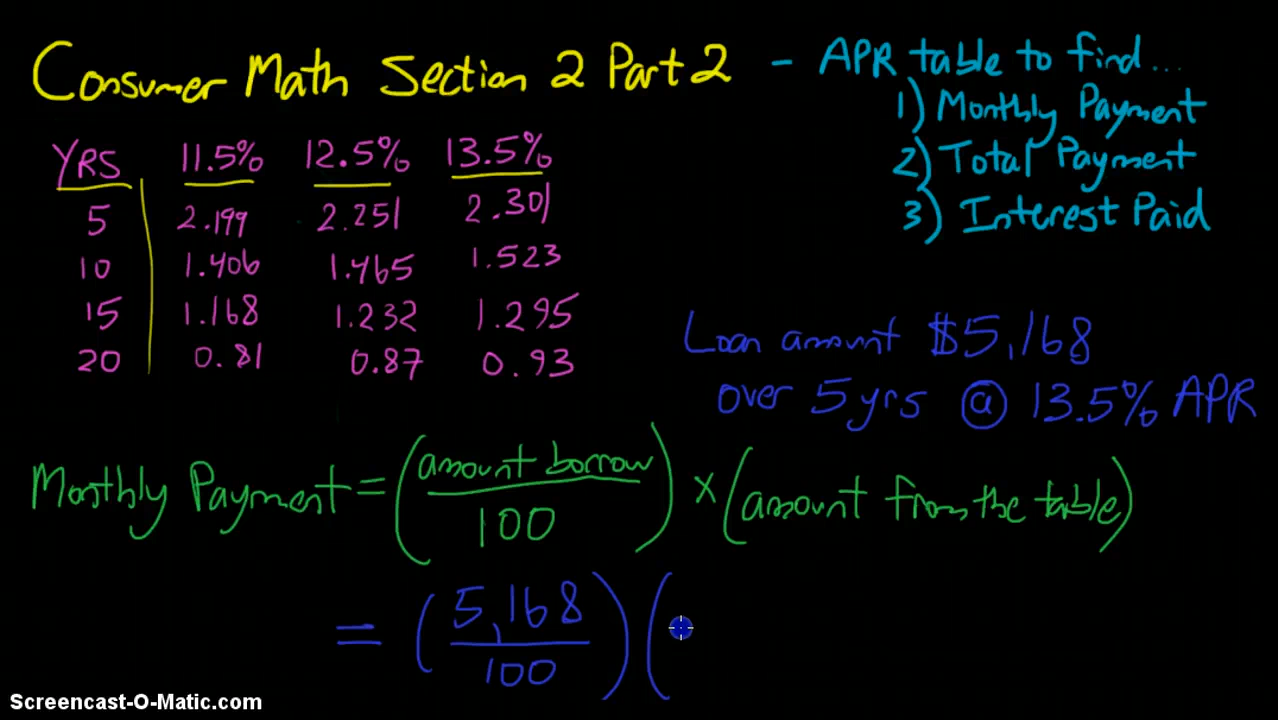 Consumer Math Section 2 Part 2 - APR table to find...
1) Monthly Payment
2) Total Payment
3) Interest Paid
YRS 11.5% 12.5% 13.5%
5 2.199 2.251 2.301
10 1.406 1.465 1.523
15 1.168 1.232 1.295
20 0.81 0.87 0.93
Loan amount $5,168
over 5 yrs @ 13.5% APR
Monthly Payment = (amount borrow / 100) × (amount from the table)
= (5,168 / 100) (
Screencast-O-Matic.com